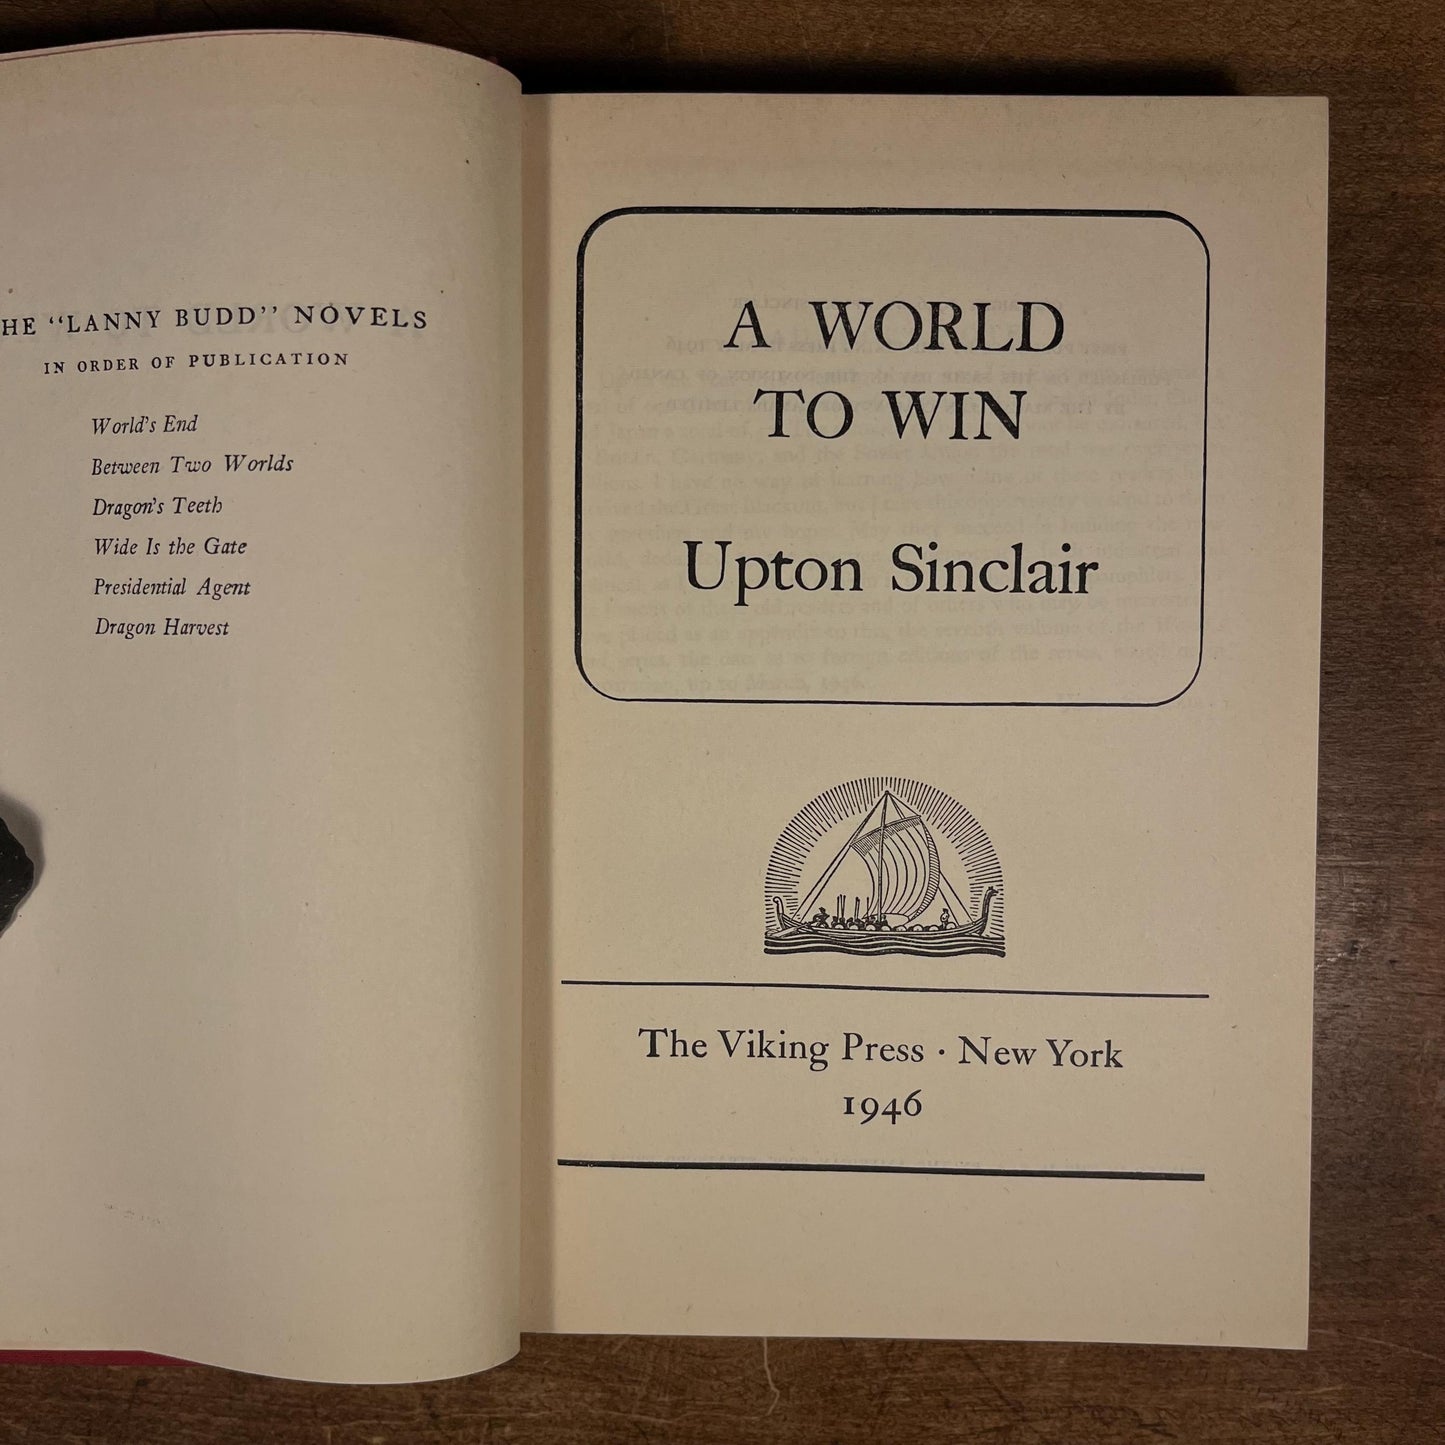 HE “LANNY BUDD” NOVELS
IN ORDER OF PUBLICATION
World's End
Between Two Worlds
Dragon's Teeth
Wide Is the Gate
Presidential Agent
Dragon Harvest
A WORLD
TO WIN
Upton Sinclair
The Viking Press · New York
1946